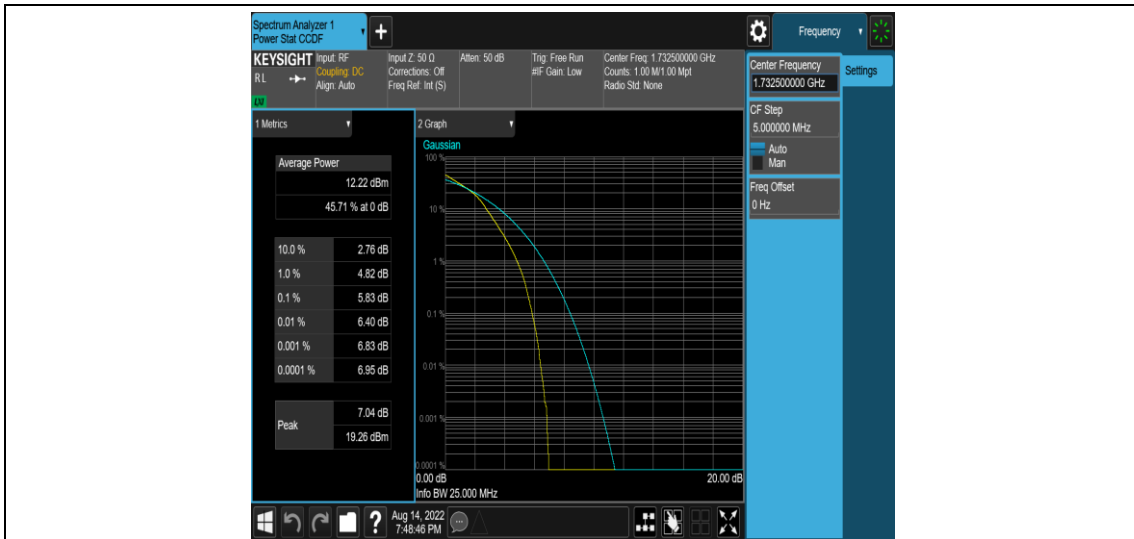 Spectrum Analyzer 1
Power Stat CCDF
Frequency
KEYSIGHT
RL
LXI
Input: RF
Coupling: DC
Align: Auto
Input Z: 50 Ω
Corrections: Off
Freq Ref: Int (S)
Atten: 50 dB
Trig: Free Run
#IF Gain: Low
Center Freq: 1.732500000 GHz
Counts: 1.00 M/1.00 Mpt
Radio Std: None
Center Frequency
1.732500000 GHz
Settings
CF Step
5.000000 MHz
Auto
Man
Freq Offset
0 Hz
1 Metrics
Average Power
12.22 dBm
45.71 % at 0 dB
10.0 % 2.76 dB
1.0 % 4.82 dB
0.1 % 5.83 dB
0.01 % 6.40 dB
0.001 % 6.83 dB
0.0001 % 6.95 dB
Peak
7.04 dB
19.26 dBm
2 Graph
Gaussian
100 %
10 %
1 %
0.1 %
0.01 %
0.001 %
0.0001 %
0.00 dB 20.00 dB
Info BW 25.000 MHz
?
Aug 14, 2022
7:48:46 PM